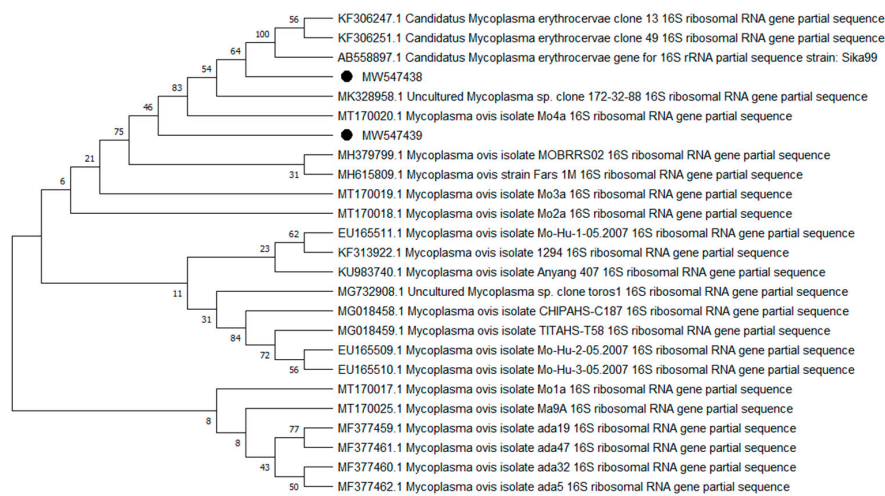 56 KF306247.1 Candidatus Mycoplasma erythrocervae clone 13 16S ribosomal RNA gene partial sequence
KF306251.1 Candidatus Mycoplasma erythrocervae clone 49 16S ribosomal RNA gene partial sequence
100
AB558897.1 Candidatus Mycoplasma erythrocervae gene for 16S rRNA partial sequence strain: Sika99
64
MW547438
54
MK328958.1 Uncultured Mycoplasma sp. clone 172-32-88 16S ribosomal RNA gene partial sequence
83
MT170020.1 Mycoplasma ovis isolate Mo4a 16S ribosomal RNA gene partial sequence
46
MW547439
75
MH379799.1 Mycoplasma ovis isolate MOBRRS02 16S ribosomal RNA gene partial sequence
21
31 MH615809.1 Mycoplasma ovis strain Fars 1M 16S ribosomal RNA gene partial sequence
6
MT170019.1 Mycoplasma ovis isolate Mo3a 16S ribosomal RNA gene partial sequence
MT170018.1 Mycoplasma ovis isolate Mo2a 16S ribosomal RNA gene partial sequence
62 EU165511.1 Mycoplasma ovis isolate Mo-Hu-1-05.2007 16S ribosomal RNA gene partial sequence
23
KF313922.1 Mycoplasma ovis isolate 1294 16S ribosomal RNA gene partial sequence
KU983740.1 Mycoplasma ovis isolate Anyang 407 16S ribosomal RNA gene partial sequence
11
MG732908.1 Uncultured Mycoplasma sp. clone toros1 16S ribosomal RNA gene partial sequence
31
MG018458.1 Mycoplasma ovis isolate CHIPAHS-C187 16S ribosomal RNA gene partial sequence
84
MG018459.1 Mycoplasma ovis isolate TITAHS-T58 16S ribosomal RNA gene partial sequence
72
EU165509.1 Mycoplasma ovis isolate Mo-Hu-2-05.2007 16S ribosomal RNA gene partial sequence
56 EU165510.1 Mycoplasma ovis isolate Mo-Hu-3-05.2007 16S ribosomal RNA gene partial sequence
MT170017.1 Mycoplasma ovis isolate Mo1a 16S ribosomal RNA gene partial sequence
8
MT170025.1 Mycoplasma ovis isolate Ma9A 16S ribosomal RNA gene partial sequence
8
77 MF377459.1 Mycoplasma ovis isolate ada19 16S ribosomal RNA gene partial sequence
MF377461.1 Mycoplasma ovis isolate ada47 16S ribosomal RNA gene partial sequence
43
MF377460.1 Mycoplasma ovis isolate ada32 16S ribosomal RNA gene partial sequence
50 MF377462.1 Mycoplasma ovis isolate ada5 16S ribosomal RNA gene partial sequence